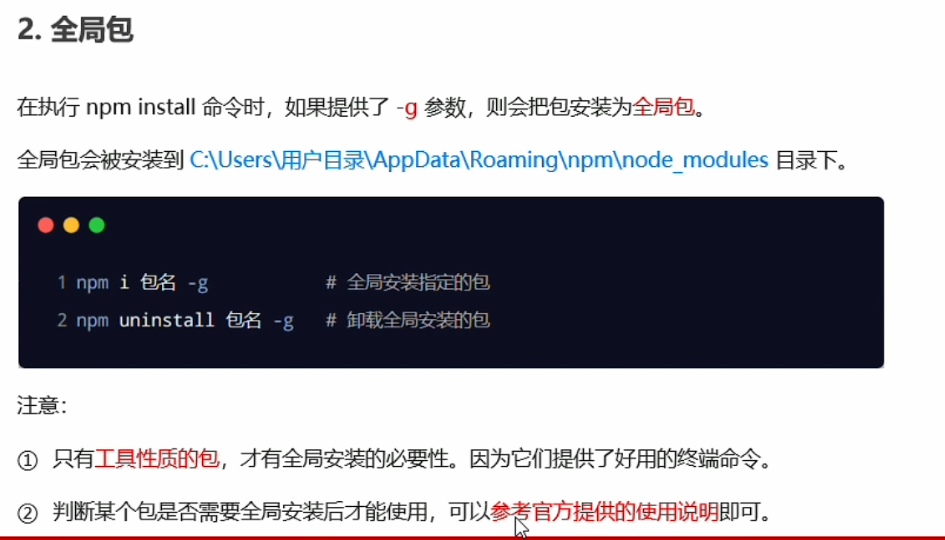 2. 全局包
在执行 npm install 命令时，如果提供了 -g 参数，则会把包安装为全局包。
全局包会被安装到 C:\Users\用户目录\AppData\Roaming\npm\node_modules 目录下。
1 npm i 包名 -g # 全局安装指定的包
2 npm uninstall 包名 -g # 卸载全局安装的包
注意：
① 只有工具性质的包，才有全局安装的必要性。因为它们提供了好用的终端命令。
② 判断某个包是否需要全局安装后才能使用，可以参考官方提供的使用说明即可。